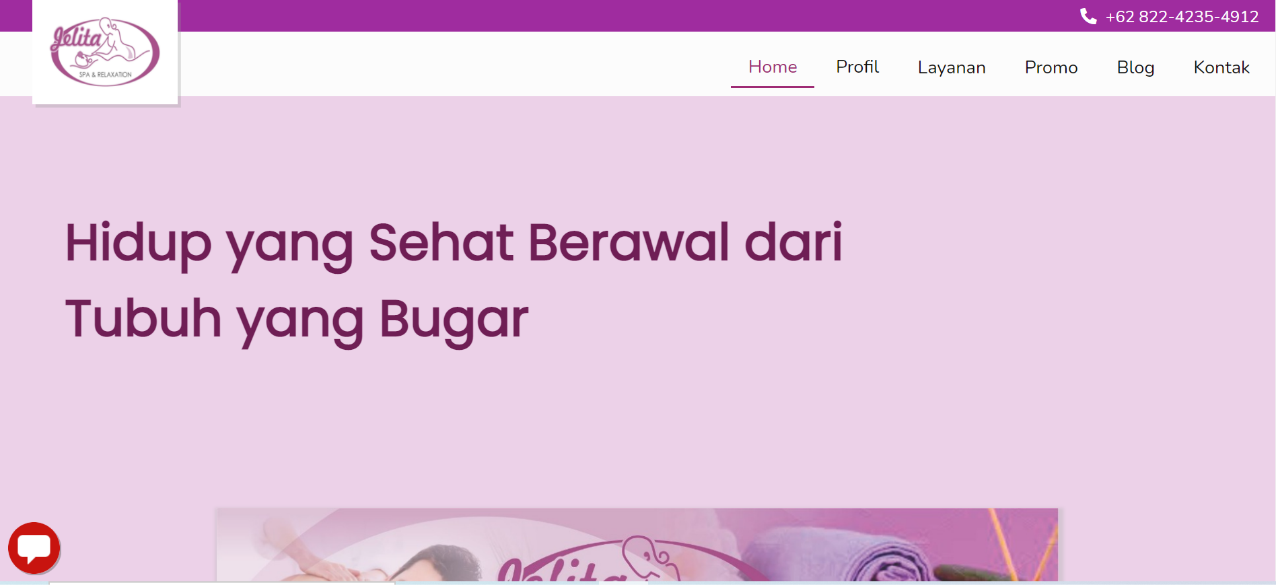 +62 822-4235-4912
Jelita
SPA & RELAXATION
Home Profil Layanan Promo Blog Kontak
Hidup yang Sehat Berawal dari
Tubuh yang Bugar
Jelita